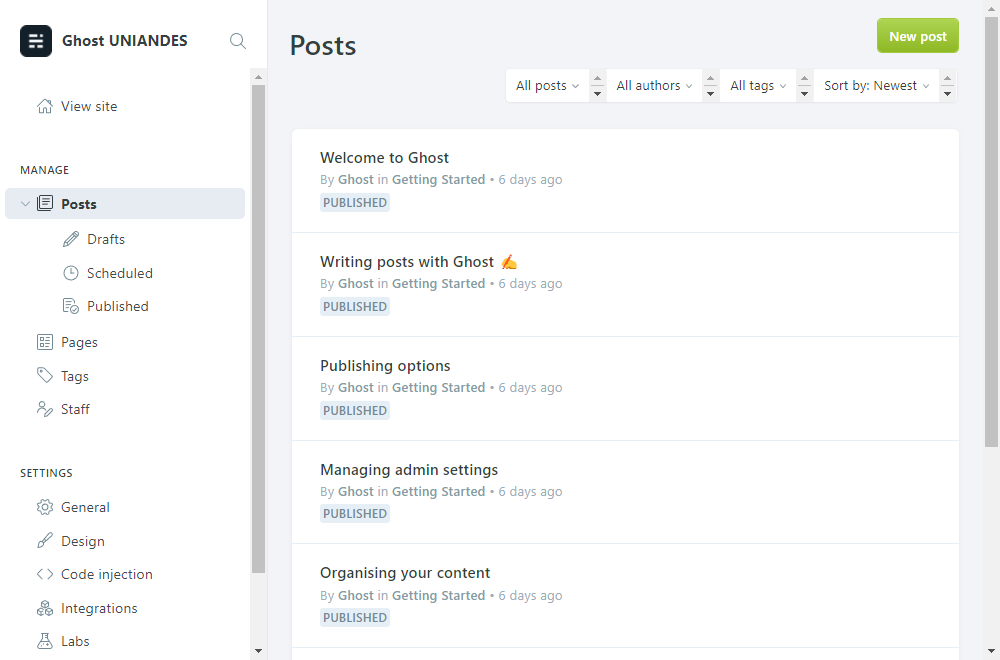 Ghost UNIANDES
View site
MANAGE
Posts
Drafts
Scheduled
Published
Pages
Tags
Staff
SETTINGS
General
Design
Code injection
Integrations
Labs
Posts
New post
All posts
All authors
All tags
Sort by: Newest
Welcome to Ghost
By Ghost in Getting Started • 6 days ago
PUBLISHED
Writing posts with Ghost ✍️
By Ghost in Getting Started • 6 days ago
PUBLISHED
Publishing options
By Ghost in Getting Started • 6 days ago
PUBLISHED
Managing admin settings
By Ghost in Getting Started • 6 days ago
PUBLISHED
Organising your content
By Ghost in Getting Started • 6 days ago
PUBLISHED